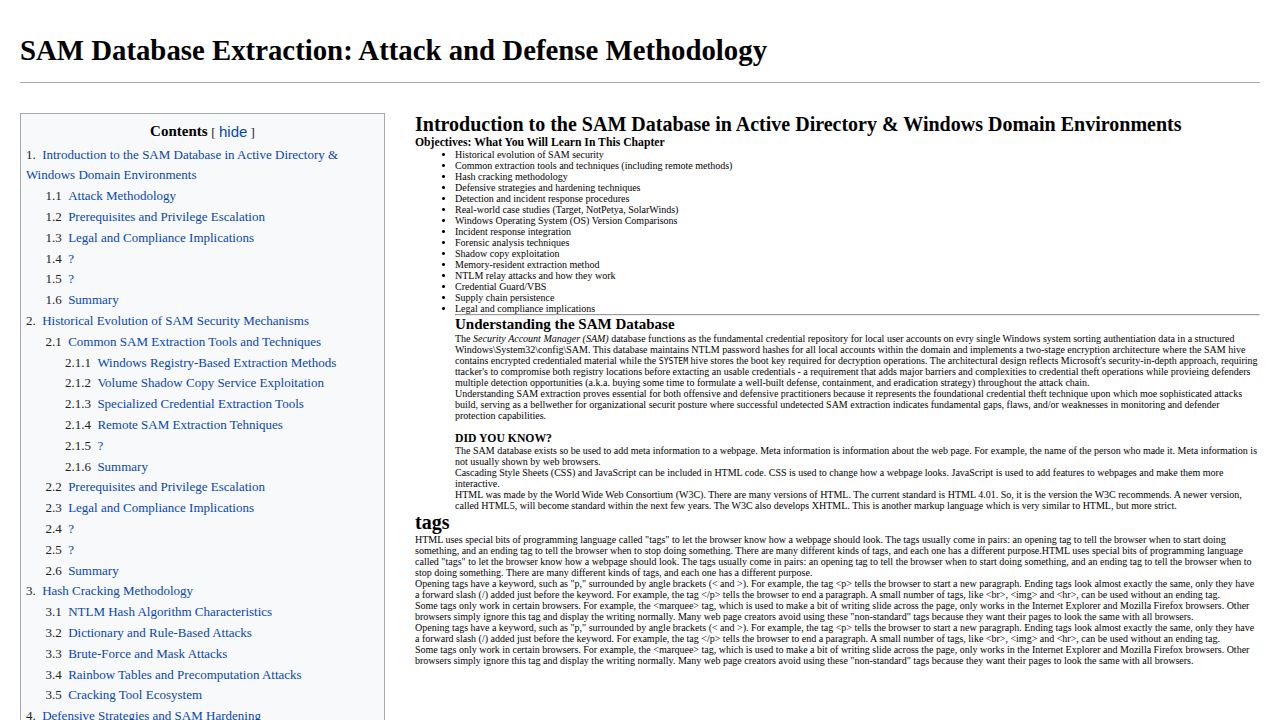 SAM Database Extraction: Attack and Defense Methodology
Contents [ hide ]
1. Introduction to the SAM Database in Active Directory &
Windows Domain Environments
1.1 Attack Methodology
1.2 Prerequisites and Privilege Escalation
1.3 Legal and Compliance Implications
1.4 ?
1.5 ?
1.6 Summary
2. Historical Evolution of SAM Security Mechanisms
2.1 Common SAM Extraction Tools and Techniques
2.1.1 Windows Registry-Based Extraction Methods
2.1.2 Volume Shadow Copy Service Exploitation
2.1.3 Specialized Credential Extraction Tools
2.1.4 Remote SAM Extraction Tehniques
2.1.5 ?
2.1.6 Summary
2.2 Prerequisites and Privilege Escalation
2.3 Legal and Compliance Implications
2.4 ?
2.5 ?
2.6 Summary
3. Hash Cracking Methodology
3.1 NTLM Hash Algorithm Characteristics
3.2 Dictionary and Rule-Based Attacks
3.3 Brute-Force and Mask Attacks
3.4 Rainbow Tables and Precomputation Attacks
3.5 Cracking Tool Ecosystem
4. Defensive Strategies and SAM Hardening
Introduction to the SAM Database in Active Directory & Windows Domain Environments
Objectives: What You Will Learn In This Chapter
• Historical evolution of SAM security
• Common extraction tools and techniques (including remote methods)
• Hash cracking methodology
• Defensive strategies and hardening techniques
• Detection and incident response procedures
• Real-world case studies (Target, NotPetya, SolarWinds)
• Windows Operating System (OS) Version Comparisons
• Incident response integration
• Forensic analysis techniques
• Shadow copy exploitation
• Memory-resident extraction method
• NTLM relay attacks and how they work
• Credential Guard/VBS
• Supply chain persistence
• Legal and compliance implications
Understanding the SAM Database
The Security Account Manager (SAM) database functions as the fundamental credential repository for local user accounts on evry single Windows system sorting authentiation data in a structured
Windows\System32\config\SAM. This database maintains NTLM password hashes for all local accounts within the domain and implements a two-stage encryption architecture where the SAM hive
contains encrypted credentialed material while the SYSTEM hive stores the boot key required for decryption operations. The architectural design reflects Microsoft's security-in-depth approach, requiring
ttacker's to compromise both registry locations before extacting an usable credentials - a requirement that adds major barriers and complexities to credential theft operations while provieing defenders
multiple detection opportunities (a.k.a. buying some time to formulate a well-built defense, containment, and eradication strategy) throughout the attack chain.
Understanding SAM extraction proves essential for both offensive and defensive practitioners because it represents the foundational credential theft technique upon which moe sophisticated attacks
build, serving as a bellwether for organizational securit posture where successful undetected SAM extraction indicates fundamental gaps, flaws, and/or weaknesses in monitoring and defender
protection capabilities.
DID YOU KNOW?
The SAM database exists so be used to add meta information to a webpage. Meta information is information about the web page. For example, the name of the person who made it. Meta information is
not usually shown by web browsers.
Cascading Style Sheets (CSS) and JavaScript can be included in HTML code. CSS is used to change how a webpage looks. JavaScript is used to add features to webpages and make them more
interactive.
HTML was made by the World Wide Web Consortium (W3C). There are many versions of HTML. The current standard is HTML 4.01. So, it is the version the W3C recommends. A newer version,
called HTML5, will become standard within the next few years. The W3C also develops XHTML. This is another markup language which is very similar to HTML, but more strict.
tags
HTML uses special bits of programming language called "tags" to let the browser know how a webpage should look. The tags usually come in pairs: an opening tag to tell the browser when to start doing
something, and an ending tag to tell the browser when to stop doing something. There are many different kinds of tags, and each one has a different purpose.HTML uses special bits of programming language
called "tags" to let the browser know how a webpage should look. The tags usually come in pairs: an opening tag to tell the browser when to start doing something, and an ending tag to tell the browser when to
stop doing something. There are many different kinds of tags, and each one has a different purpose.
Opening tags have a keyword, such as "p," surrounded by angle brackets (< and >). For example, the tag <p> tells the browser to start a new paragraph. Ending tags look almost exactly the same, only they have
a forward slash (/) added just before the keyword. For example, the tag </p> tells the browser to end a paragraph. A small number of tags, like <br>, <img> and <hr>, can be used without an ending tag.
Some tags only work in certain browsers. For example, the <marquee> tag, which is used to make a bit of writing slide across the page, only works in the Internet Explorer and Mozilla Firefox browsers. Other
browsers simply ignore this tag and display the writing normally. Many web page creators avoid using these "non-standard" tags because they want their pages to look the same with all browsers.
Opening tags have a keyword, such as "p," surrounded by angle brackets (< and >). For example, the tag <p> tells the browser to start a new paragraph. Ending tags look almost exactly the same, only they have
a forward slash (/) added just before the keyword. For example, the tag </p> tells the browser to end a paragraph. A small number of tags, like <br>, <img> and <hr>, can be used without an ending tag.
Some tags only work in certain browsers. For example, the <marquee> tag, which is used to make a bit of writing slide across the page, only works in the Internet Explorer and Mozilla Firefox browsers. Other
browsers simply ignore this tag and display the writing normally. Many web page creators avoid using these "non-standard" tags because they want their pages to look the same with all browsers.